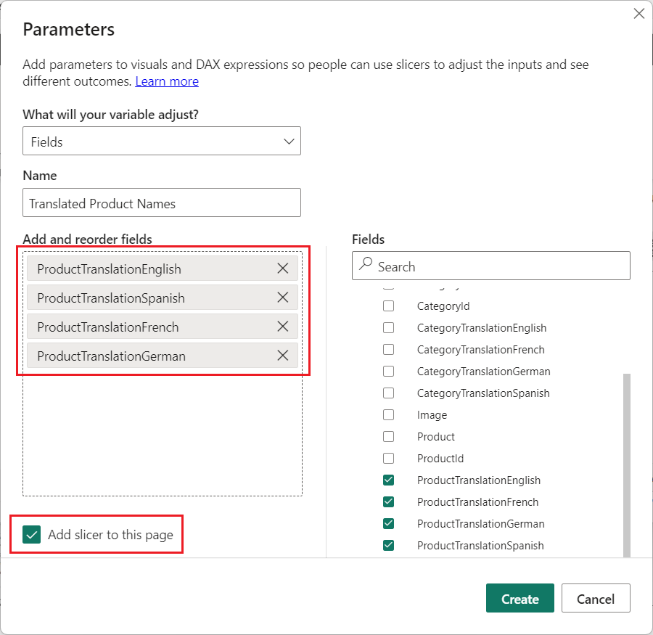 Parameters
Add parameters to visuals and DAX expressions so people can use slicers to adjust the inputs and see
different outcomes. Learn more
What will your variable adjust?
Fields
Name
Translated Product Names
Add and reorder fields
ProductTranslationEnglish
ProductTranslationSpanish
ProductTranslationFrench
ProductTranslationGerman
Add slicer to this page
Fields
Search
CategoryId
CategoryTranslationEnglish
CategoryTranslationFrench
CategoryTranslationGerman
CategoryTranslationSpanish
Image
Product
ProductId
ProductTranslationEnglish
ProductTranslationFrench
ProductTranslationGerman
ProductTranslationSpanish
Create
Cancel